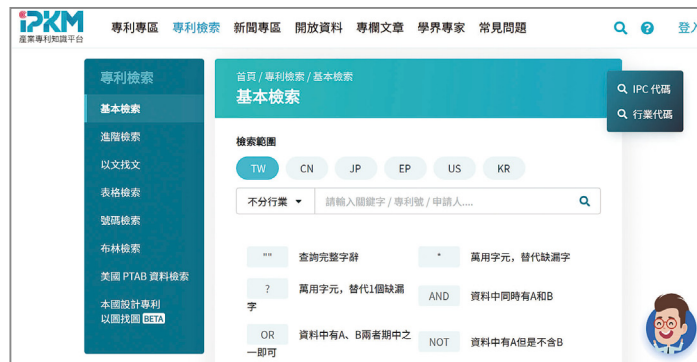 iPKM
產業專利知識平台
專利專區 專利檢索 新聞專區 開放資料 專欄文章 學界專家 常見問題 登入
專利檢索
基本檢索
進階檢索
以文找文
表格檢索
號碼檢索
布林檢索
美國 PTAB 資料檢索
本國設計專利
以圖找圖 BETA
首頁 / 專利檢索 / 基本檢索
基本檢索
檢索範圍
TW CN JP EP US KR
不分行業 請輸入關鍵字 / 專利號 / 申請人....
"" 查詢完整字辭
* 萬用字元，替代缺漏字
? 萬用字元，替代1個缺漏
字
AND 資料中同時有A和B
OR 資料中有A、B兩者期中之
一即可
NOT 資料中有A但是不含B
IPC 代碼
行業代碼